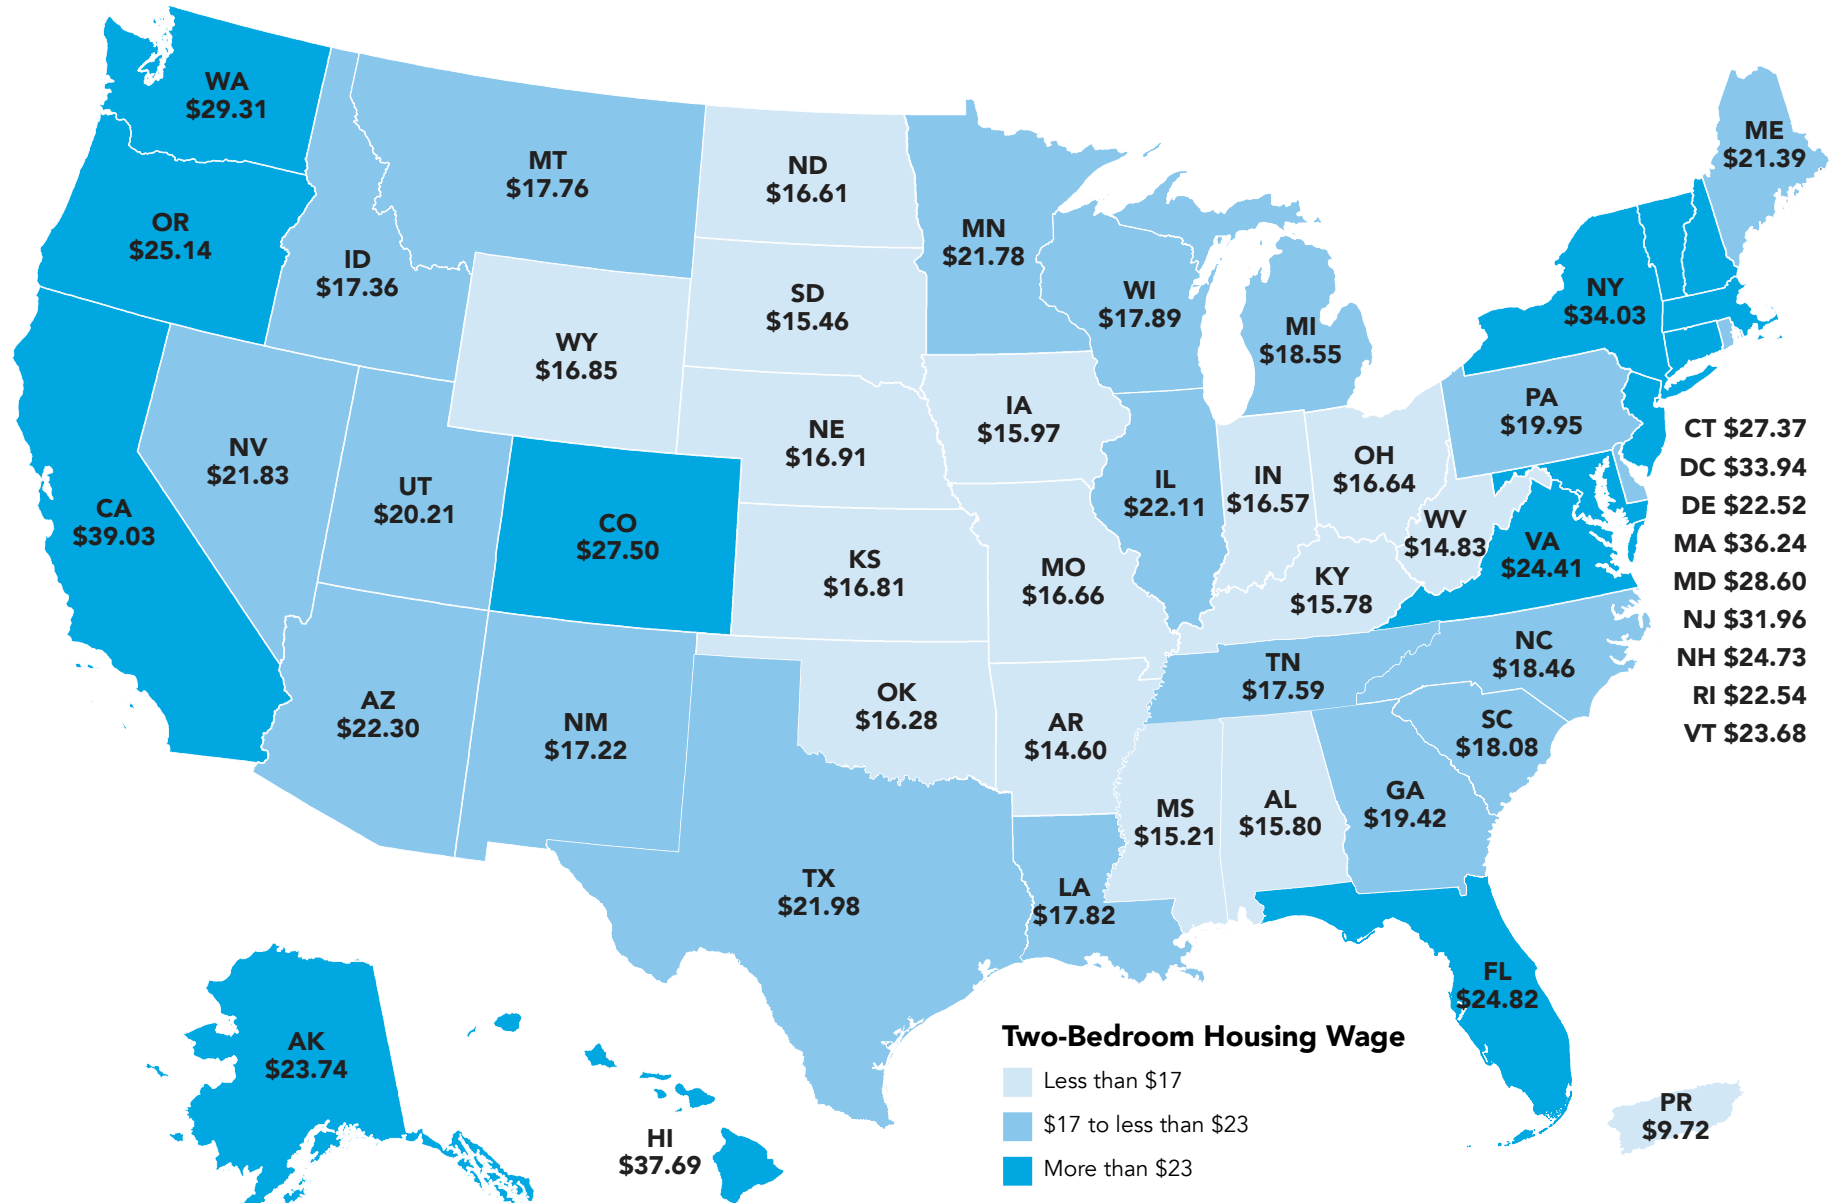 WA
$29.31
OR
$25.14
CA
$39.03
ID
$17.36
NV
$21.83
MT
$17.76
WY
$16.85
UT
$20.21
CO
$27.50
AZ
$22.30
NM
$17.22
ND
$16.61
SD
$15.46
NE
$16.91
KS
$16.81
OK
$16.28
TX
$21.98
MN
$21.78
IA
$15.97
MO
$16.66
AR
$14.60
LA
$17.82
WI
$17.89
IL
$22.11
MI
$18.55
IN
$16.57
OH
$16.64
KY
$15.78
TN
$17.59
MS
$15.21
AL
$15.80
GA
$19.42
FL
$24.82
SC
$18.08
NC
$18.46
VA
$24.41
WV
$14.83
PA
$19.95
NY
$34.03
ME
$21.39
CT $27.37
DC $33.94
DE $22.52
MA $36.24
MD $28.60
NJ $31.96
NH $24.73
RI $22.54
VT $23.68
AK
$23.74
HI
$37.69
PR
$9.72
Two-Bedroom Housing Wage
Less than $17
$17 to less than $23
More than $23